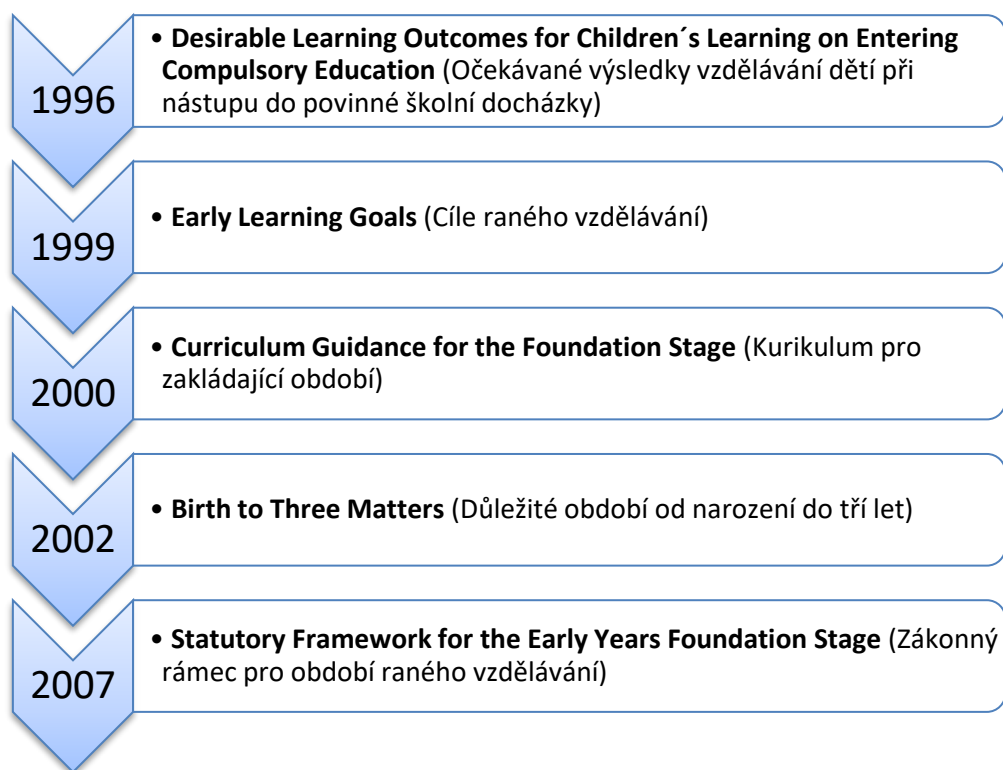 1996
• Desirable Learning Outcomes for Children´s Learning on Entering
Compulsory Education (Očekávané výsledky vzdělávání dětí při
nástupu do povinné školní docházky)
1999
• Early Learning Goals (Cíle raného vzdělávání)
2000
• Curriculum Guidance for the Foundation Stage (Kurikulum pro
zakládající období)
2002
• Birth to Three Matters (Důležité období od narození do tří let)
2007
• Statutory Framework for the Early Years Foundation Stage (Zákonný
rámec pro období raného vzdělávání)